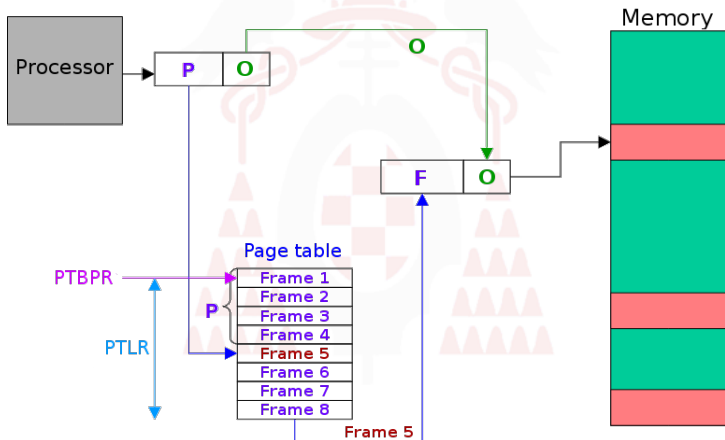 Memory
Processor
P O
O
F O
Page table
PTBPR
Frame 1
Frame 2
P
Frame 3
Frame 4
PTLR
Frame 5
Frame 6
Frame 7
Frame 8
Frame 5